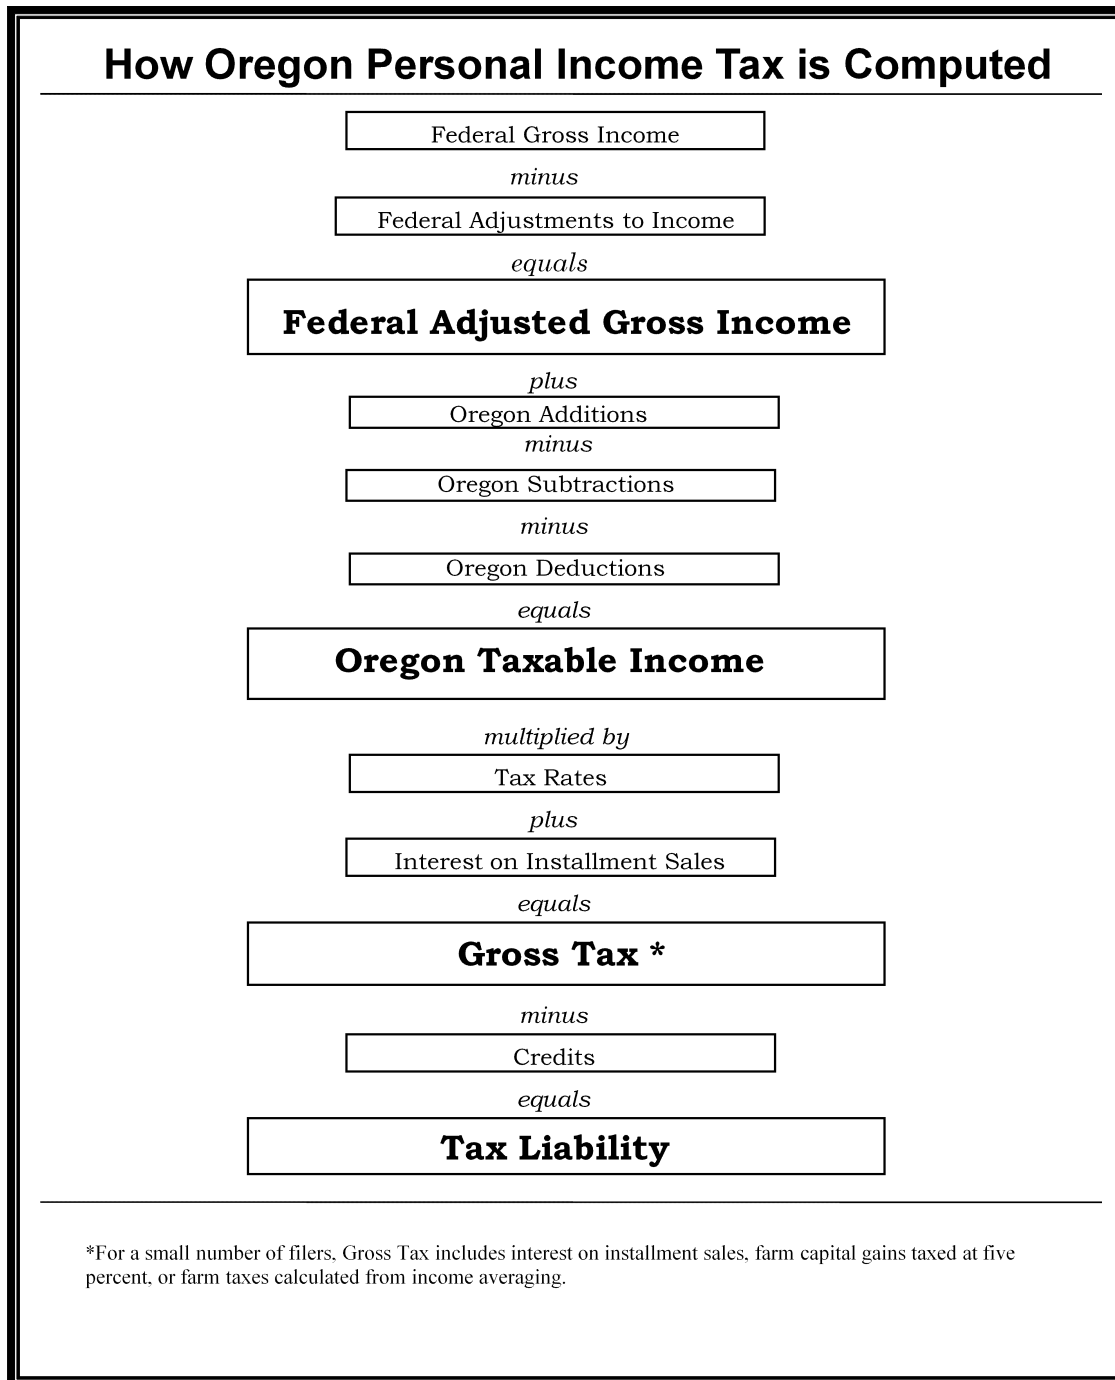 How Oregon Personal Income Tax is Computed
Federal Gross Income
minus
Federal Adjustments to Income
equals
Federal Adjusted Gross Income
plus
Oregon Additions
minus
Oregon Subtractions
minus
Oregon Deductions
equals
Oregon Taxable Income
multiplied by
Tax Rates
plus
Interest on Installment Sales
equals
Gross Tax *
minus
Credits
equals
Tax Liability
*For a small number of filers, Gross Tax includes interest on installment sales, farm capital gains taxed at five
percent, or farm taxes calculated from income averaging.